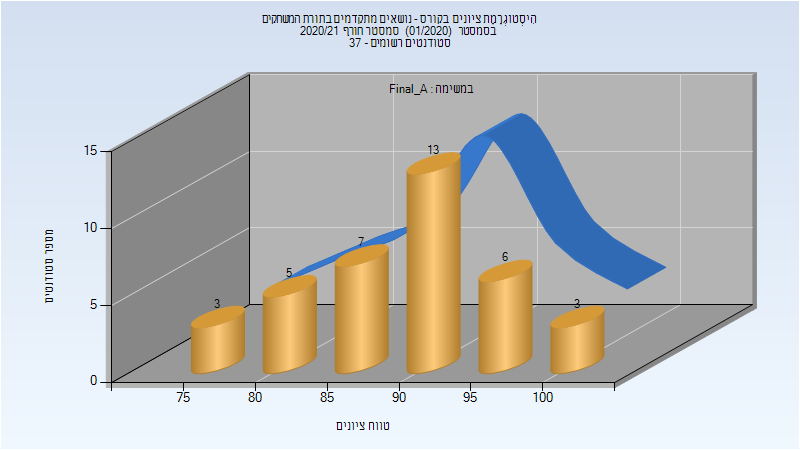 היסטוגרמת ציונים בקורס - נושאים מתקדמים בתורת המשחקים
בסמסטר (01/2020) סמסטר חורף 2020/21
סטודנטים רשומים - 37
במשימה : Final_A
מספר סטודנטים
15
10
5
0
3
5
7
13
6
3
75
80
85
90
95
100
טווח ציונים